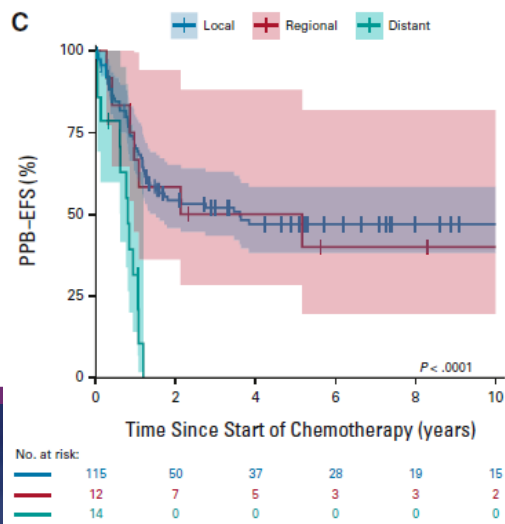 C
Local Regional Distant
100
75
50
25
0
PPB–EFS (%)
P < .0001
0 2 4 6 8 10
Time Since Start of Chemotherapy (years)
No. at risk:
115 50 37 28 19 15
12 7 5 3 3 2
14 0 0 0 0 0